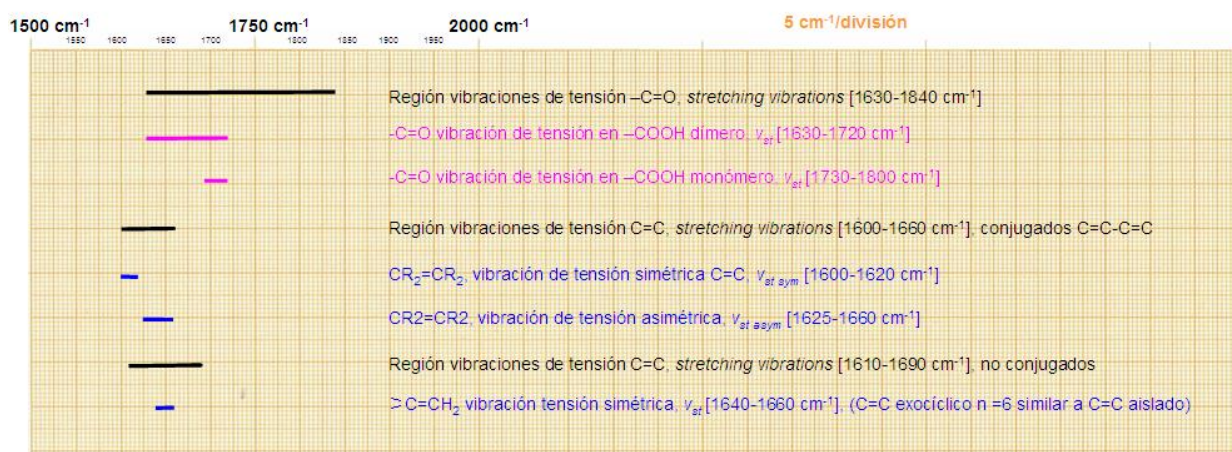 1500 cm-1 1750 cm-1 2000 cm-1 5 cm-1/división
1550 1600 1650 1700 1800 1850 1900 1950
Región vibraciones de tensión –C=O, stretching vibrations [1630-1840 cm-1]
-C=O vibración de tensión en –COOH dímero, νst [1630-1720 cm-1]
-C=O vibración de tensión en –COOH monómero, νst [1730-1800 cm-1]
Región vibraciones de tensión C=C, stretching vibrations [1600-1660 cm-1], conjugados C=C-C=C
CR2=CR2, vibración de tensión simétrica C=C, νst sym [1600-1620 cm-1]
CR2=CR2, vibración de tensión asimétrica, νst asym [1625-1660 cm-1]
Región vibraciones de tensión C=C, stretching vibrations [1610-1690 cm-1], no conjugados
>C=CH2 vibración tensión simétrica, νst [1640-1660 cm-1], (C=C exocíclico n =6 similar a C=C aislado)